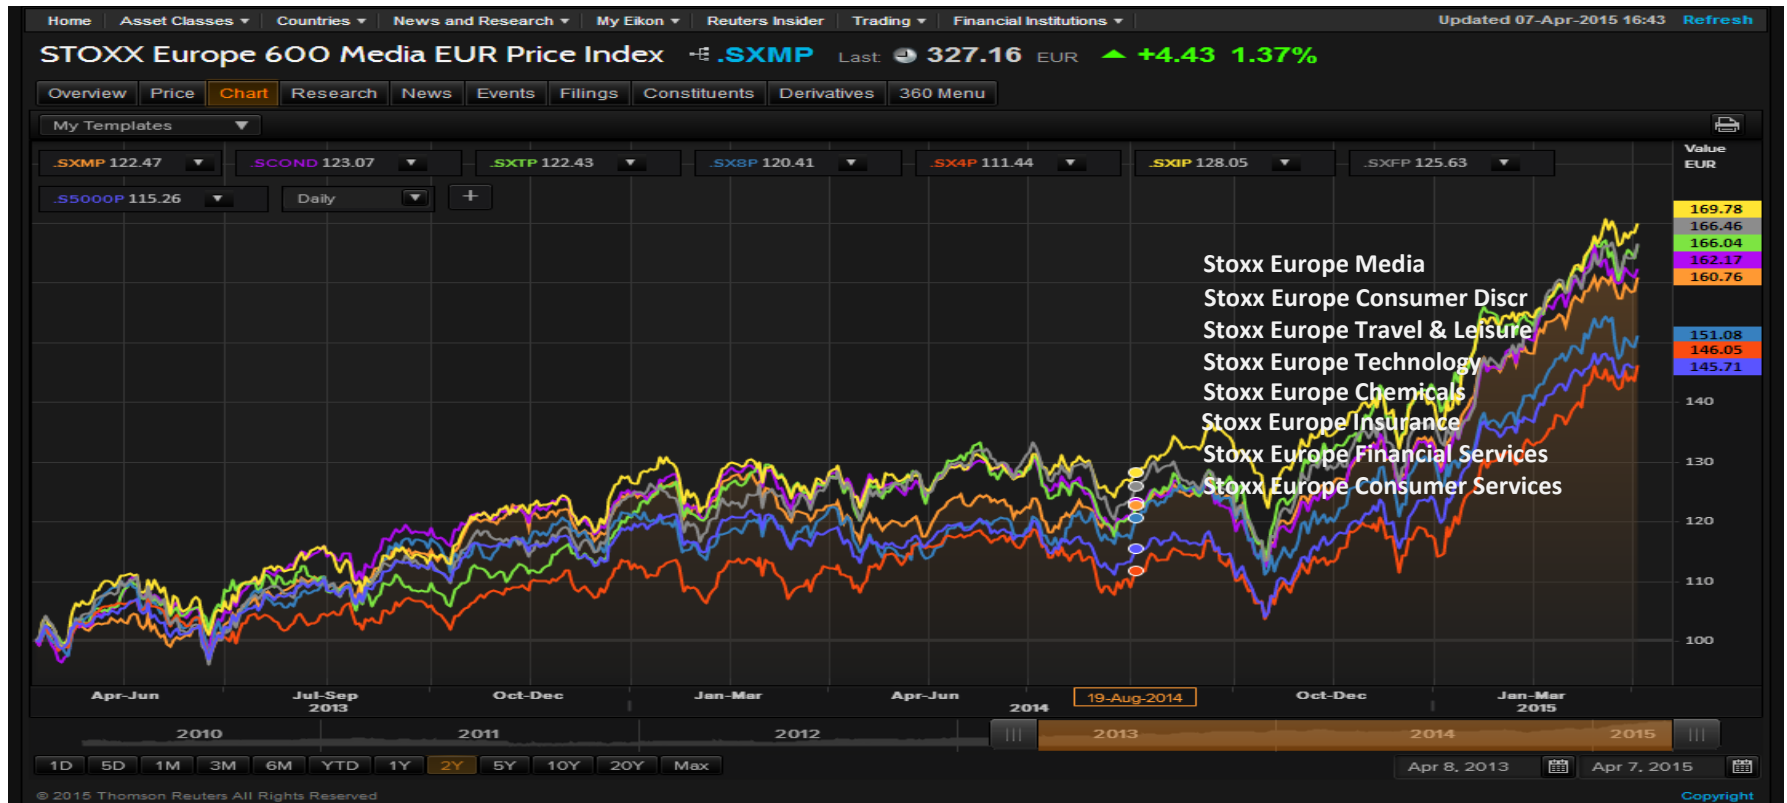 Home Asset Classes ▾ Countries ▾ News and Research ▾ My Eikon ▾ Reuters Insider Trading ▾ Financial Institutions ▾ Updated 07-Apr-2015 16:43 Refresh
STOXX Europe 600 Media EUR Price Index .SXMP Last: 327.16 EUR ▲ +4.43 1.37%
Overview Price Chart Research News Events Filings Constituents Derivatives 360 Menu
My Templates ▼
Value
EUR
.SXMP 122.47 ▼ .SCOND 123.07 ▼ .SXTP 122.43 ▼ .SX8P 120.41 ▼ .SX4P 111.44 ▼ .SXIP 128.05 ▼ .SXFP 125.63 ▼
.S5000P 115.26 ▼ Daily ▼ +
169.78
166.46
166.04
162.17
160.76
151.08
146.05
145.71
140
130
120
110
100
Stoxx Europe Media
Stoxx Europe Consumer Discr
Stoxx Europe Travel & Leisure
Stoxx Europe Technology
Stoxx Europe Chemicals
Stoxx Europe Insurance
Stoxx Europe Financial Services
Stoxx Europe Consumer Services
Apr-Jun Jul-Sep Oct-Dec Jan-Mar Apr-Jun 19-Aug-2014 Oct-Dec Jan-Mar
2013 2014 2015
2010 2011 2012 2013 2014 2015
1D 5D 1M 3M 6M YTD 1Y 2Y 5Y 10Y 20Y Max Apr 8, 2013 Apr 7, 2015
© 2015 Thomson Reuters All Rights Reserved Copyright